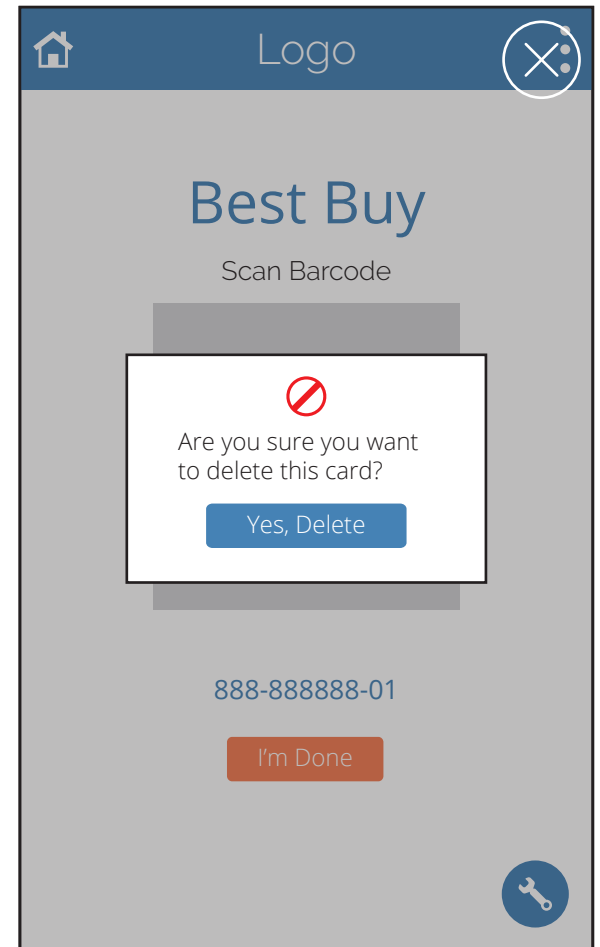 Logo
Best Buy
Scan Barcode
Are you sure you want
to delete this card?
Yes, Delete
888-888888-01
I’m Done